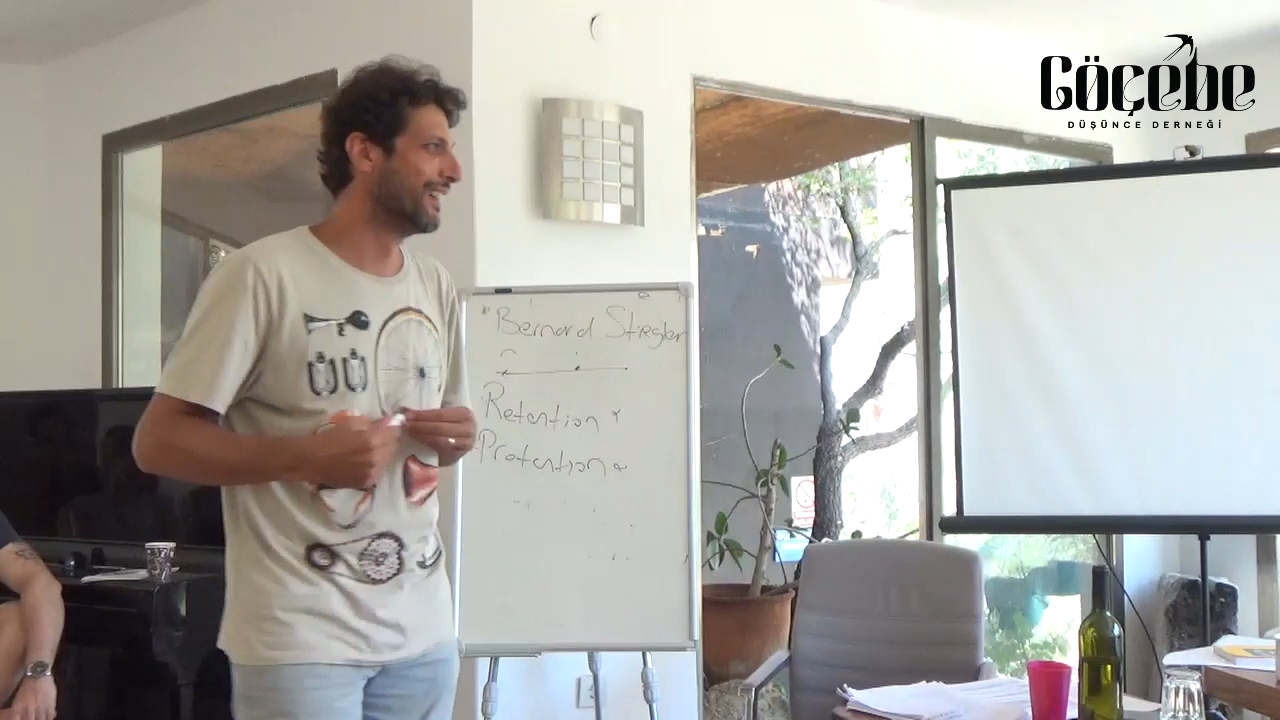 Göçebe
DÜŞÜNCE DERNEĞİ
"Bernard Stiegler
Retention
Protention